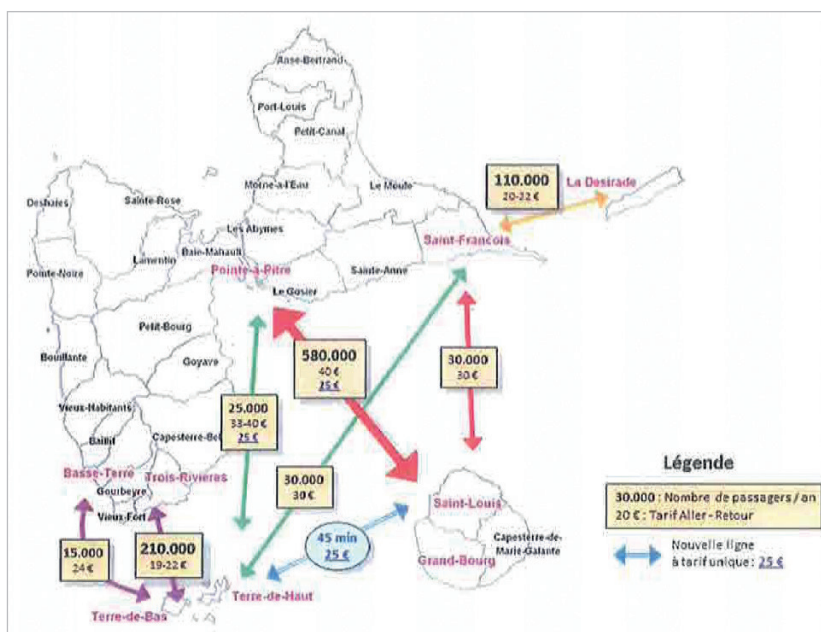 Anse-Bertrand
Port-Louis
Petit-Canal
Morne-à-l'Eau
Le Moule
110.000
20-22 €
La Desirade
Deshaies
Sainte-Rose
Les Abymes
Saint-François
Lamentin
Baie-Mahault
Pointe-Noire
Pointe-à-Pitre
Sainte-Anne
Le Gosier
Petit-Bourg
Bouillante
Goyave
580.000
40 €
25 €
30.000
30 €
Vieux-Habitants
25.000
33-40 €
25 €
Baillif
Capesterre-Bel
Basse-Terre
Trois-Rivières
Gourbeyre
Vieux-Fort
30.000
30 €
Saint-Louis
Capesterre-de-
Marie-Galante
Grand-Bourg
45 min
25 €
15.000
24 €
210.000
19-22 €
Terre-de-Bas
Terre-de-Haut
Légende
30.000 : Nombre de passagers / an
20 € : Tarif Aller - Retour
Nouvelle ligne
à tarif unique : 25 €